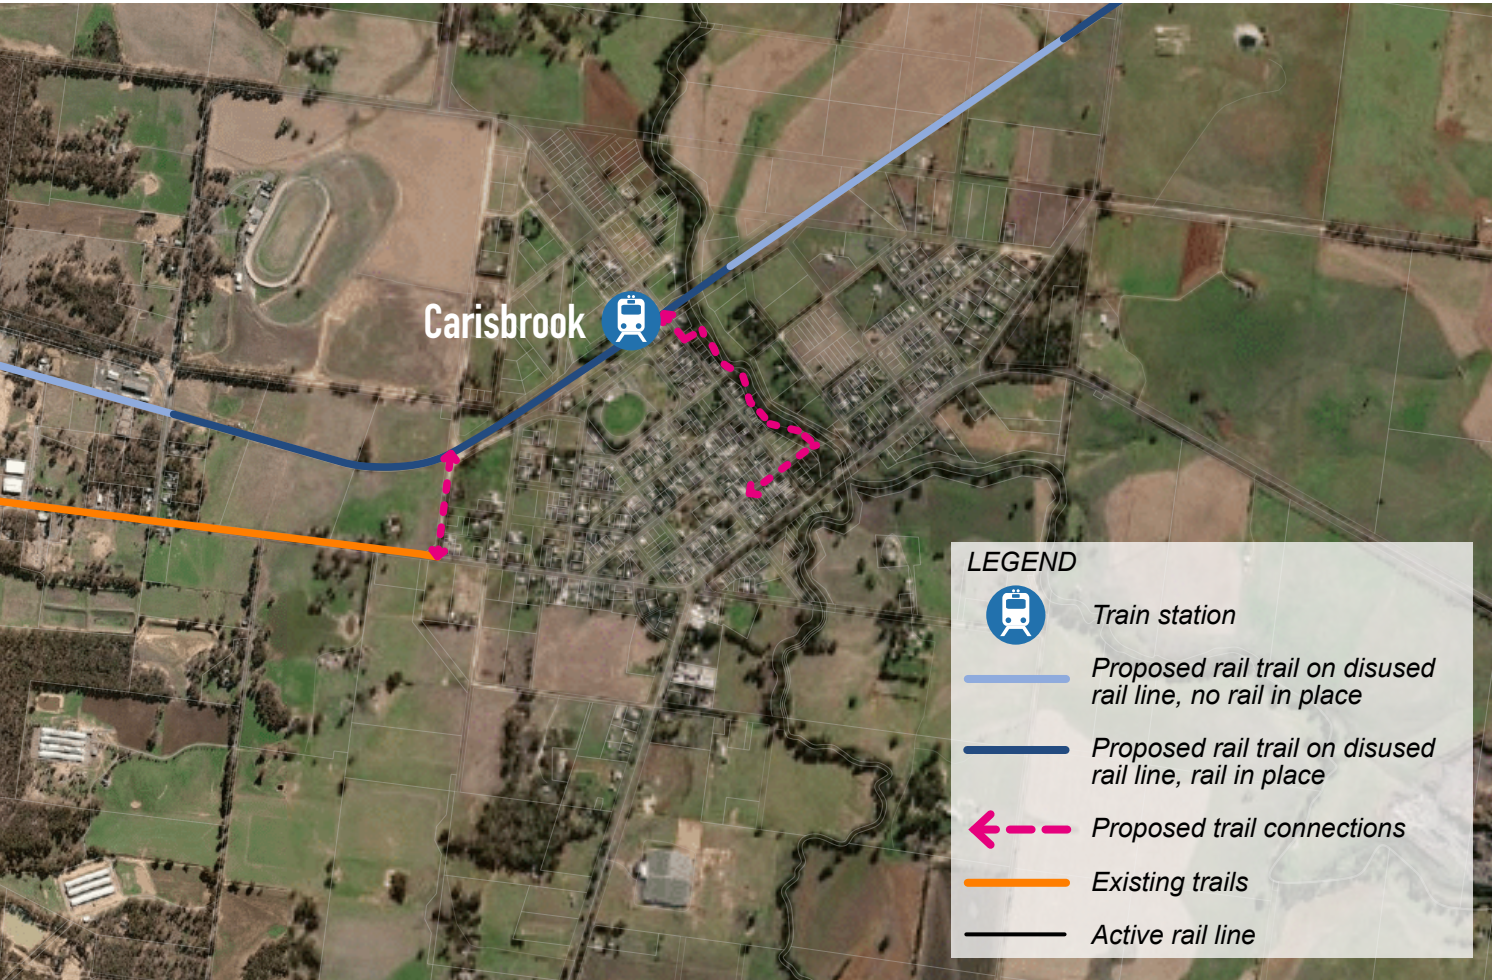 Carisbrook
LEGEND
Train station
Proposed rail trail on disused
rail line, no rail in place
Proposed rail trail on disused
rail line, rail in place
Proposed trail connections
Existing trails
Active rail line